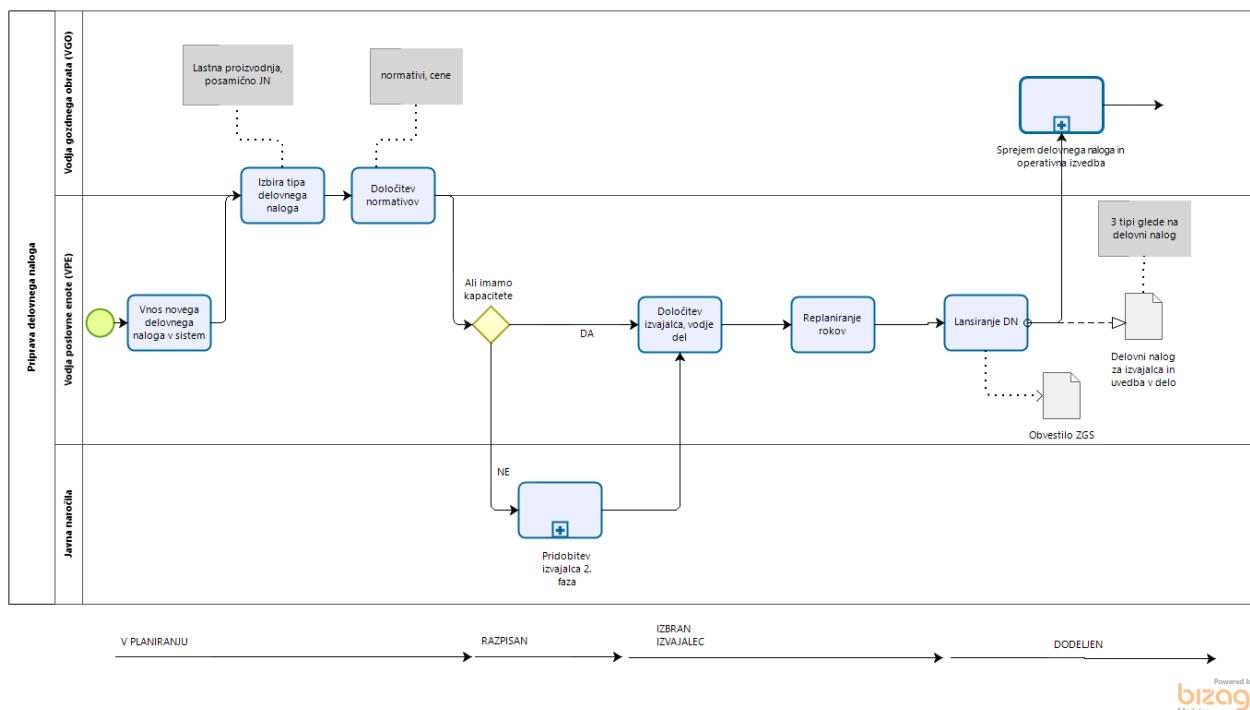 Priprava delovnega naloga
Vodja gozdnega obrata (VGO)
Lastna proizvodnja,
posamično JN
normativi, cene
Izbira tipa
delovnega
naloga
Določitev
normativov
Sprejem delovnega naloga in
operativna izvedba
Vodja poslovne enote (VPE)
Vnos novega
delovnega
naloga v sistem
Ali imamo
kapacitete
DA
NE
Določitev
izvajalca, vodje
del
Replaniranje
rokov
Lansiranje DN
3 tipi glede na
delovni nalog
Delovni nalog
za izvajalca in
uvedba v delo
Obvestilo ZGS
Javna naročila
Pridobitev
izvajalca 2.
faza
V PLANIRANJU
RAZPISAN
IZBRAN
IZVAJALEC
DODELJEN
Powered by
bizagi
Modeler